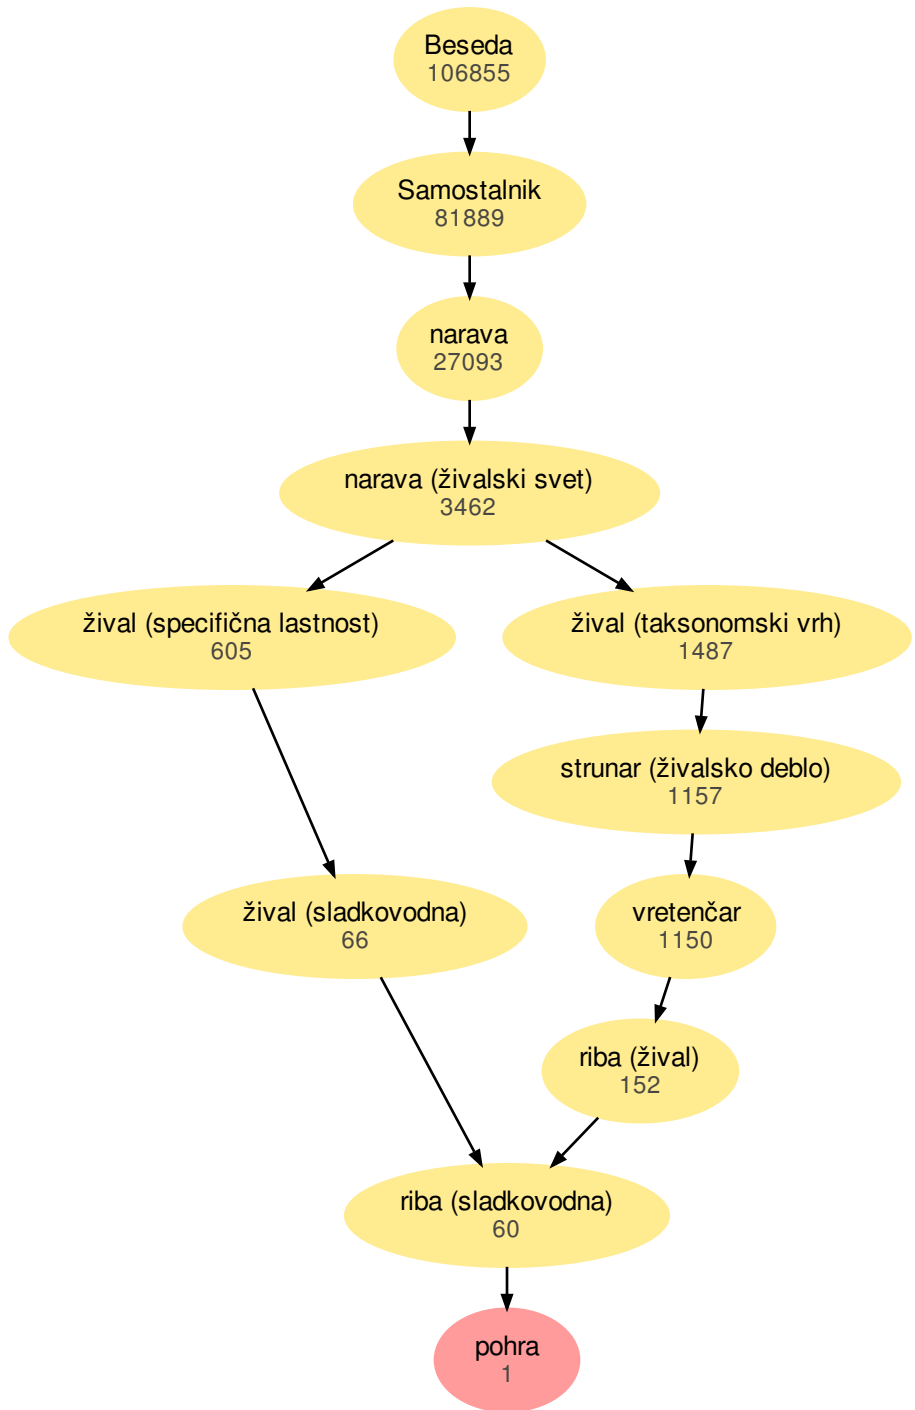 Beseda
106855
Samostalnik
81889
narava
27093
narava (živalski svet)
3462
žival (specifična lastnost)
605
žival (taksonomski vrh)
1487
strunar (živalsko deblo)
1157
žival (sladkovodna)
66
vretenčar
1150
riba (žival)
152
riba (sladkovodna)
60
pohra
1